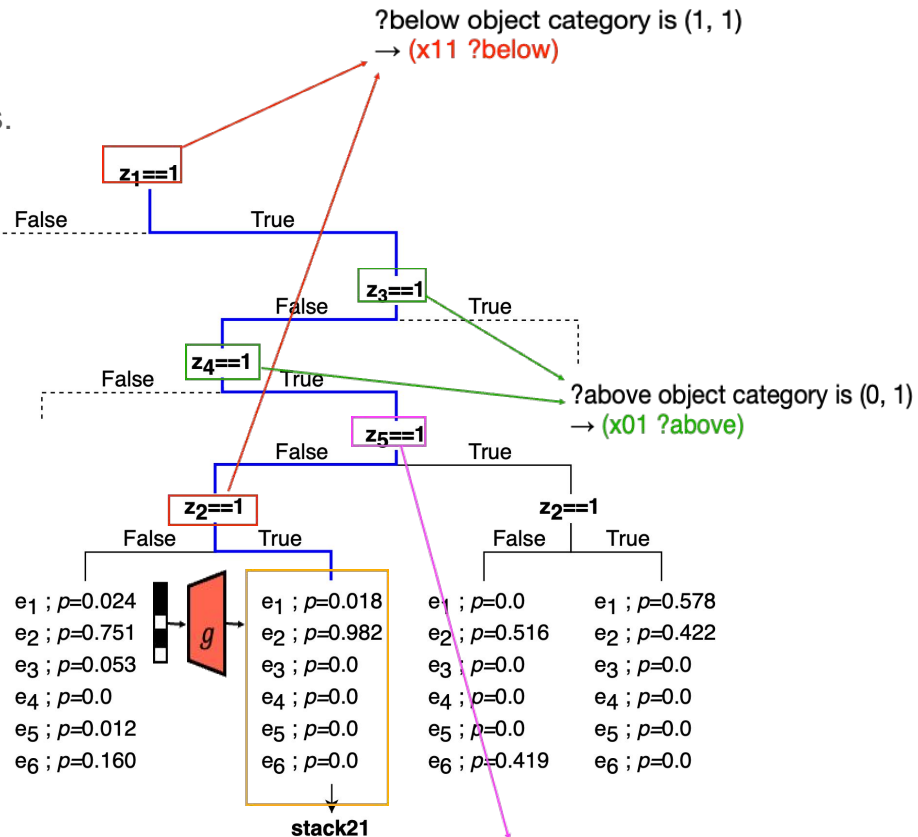 ?below object category is (1, 1)
→ (x11 ?below)
s.
z1==1
False True
z3==1
False True
z4==1
False True
?above object category is (0, 1)
→ (x01 ?above)
z5==1
False True
z2==1 z2==1
False True False True
e1 ; p=0.024
e2 ; p=0.751
e3 ; p=0.053
e4 ; p=0.0
e5 ; p=0.012
e6 ; p=0.160
g
e1 ; p=0.018
e2 ; p=0.982
e3 ; p=0.0
e4 ; p=0.0
e5 ; p=0.0
e6 ; p=0.0
stack21
e1 ; p=0.0
e2 ; p=0.516
e3 ; p=0.0
e4 ; p=0.0
e5 ; p=0.0
e6 ; p=0.419
e1 ; p=0.578
e2 ; p=0.422
e3 ; p=0.0
e4 ; p=0.0
e5 ; p=0.0
e6 ; p=0.0